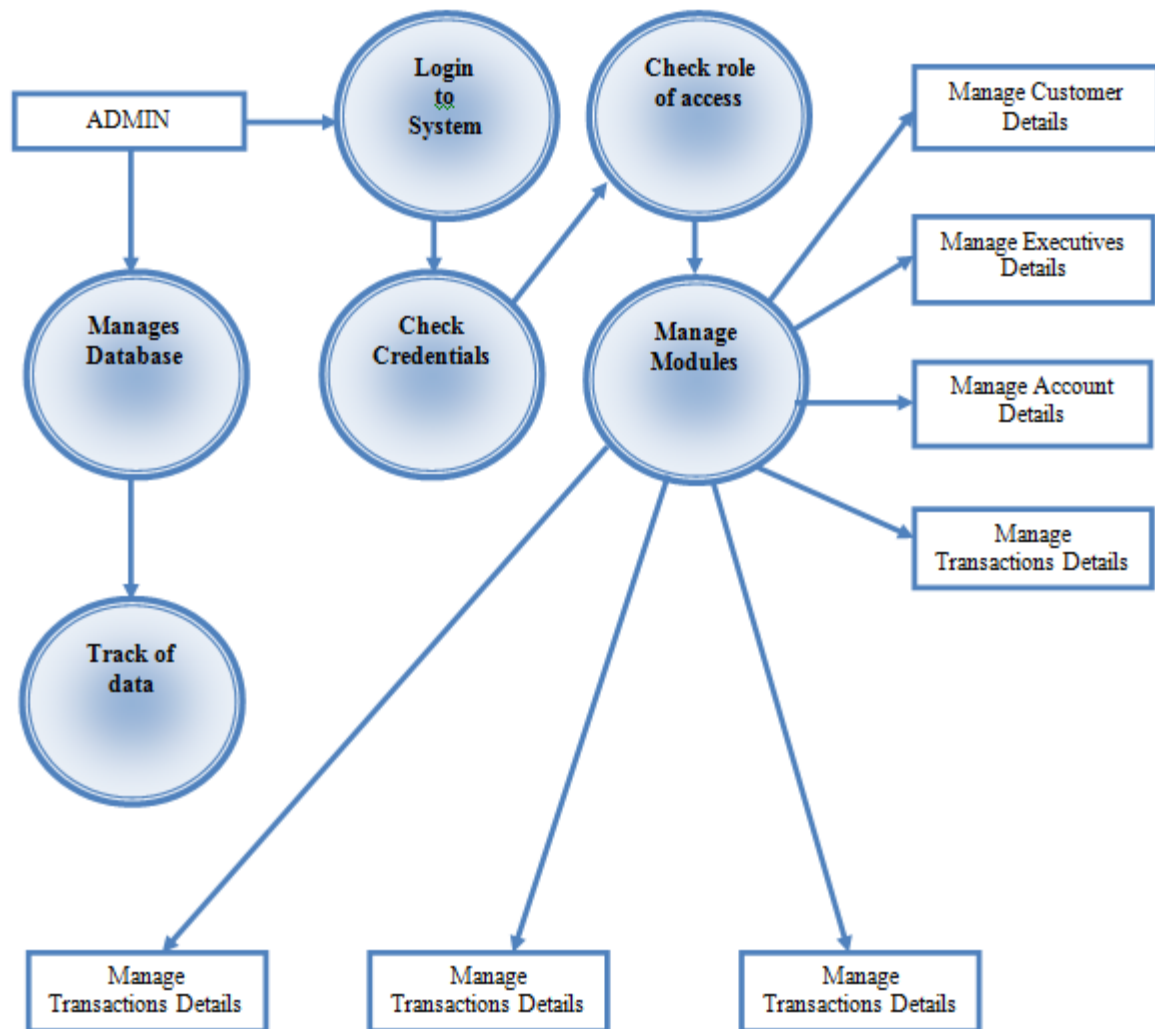 Login
to
System
Check role
of access
Manage Customer
Details
ADMIN
Manage Executives
Details
Manages
Database
Check
Credentials
Manage
Modules
Manage Account
Details
Manage
Transactions Details
Track of
data
Manage
Transactions Details
Manage
Transactions Details
Manage
Transactions Details